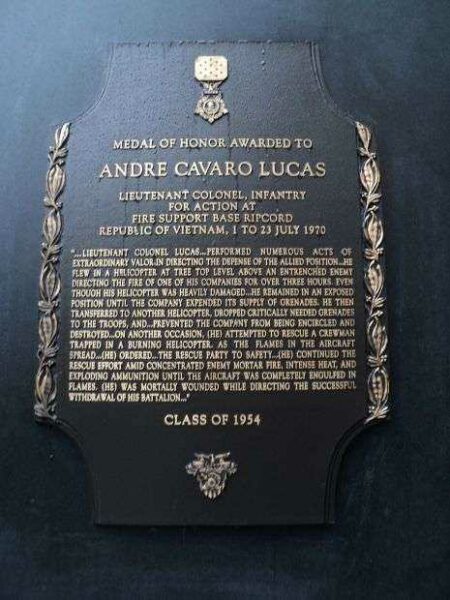 MEDAL OF HONOR AWARDED TO
ANDRE CAVARO LUCAS
LIEUTENANT COLONEL, INFANTRY
FOR ACTION AT
FIRE SUPPORT BASE RIPCORD
REPUBLIC OF VIETNAM, 1 TO 23 JULY 1970
"...LIEUTENANT COLONEL LUCAS...PERFORMED NUMEROUS ACTS OF
EXTRAORDINARY VALOR..IN DIRECTING THE DEFENSE OF THE ALLIED POSITION...HE
FLEW IN A HELICOPTER AT TREE TOP LEVEL ABOVE AN ENTRENCHED ENEMY
DIRECTING THE FIRE OF ONE OF HIS COMPANIES FOR OVER THREE HOURS. EVEN
THOUGH HIS HELICOPTER WAS HEAVILY DAMAGED...HE REMAINED IN AN EXPOSED
POSITION UNTIL THE COMPANY EXPENDED ITS SUPPLY OF GRENADES. HE THEN
TRANSFERRED TO ANOTHER HELICOPTER, DROPPED CRITICALLY NEEDED GRENADES
TO THE TROOPS, AND...PREVENTED THE COMPANY FROM BEING ENCIRCLED AND
DESTROYED...ON ANOTHER OCCASION, (HE) ATTEMPTED TO RESCUE A CREWMAN
TRAPPED IN A BURNING HELICOPTER. AS THE FLAMES IN THE AIRCRAFT
SPREAD...(HE) ORDERED...THE RESCUE PARTY TO SAFETY...(HE) CONTINUED THE
RESCUE EFFORT AMID CONCENTRATED ENEMY MORTAR FIRE, INTENSE HEAT, AND
EXPLODING AMMUNITION UNTIL THE AIRCRAFT WAS COMPLETELY ENGULFED IN
FLAMES. (HE) WAS MORTALLY WOUNDED WHILE DIRECTING THE SUCCESSFUL
WITHDRAWAL OF HIS BATTALION..."
CLASS OF 1954